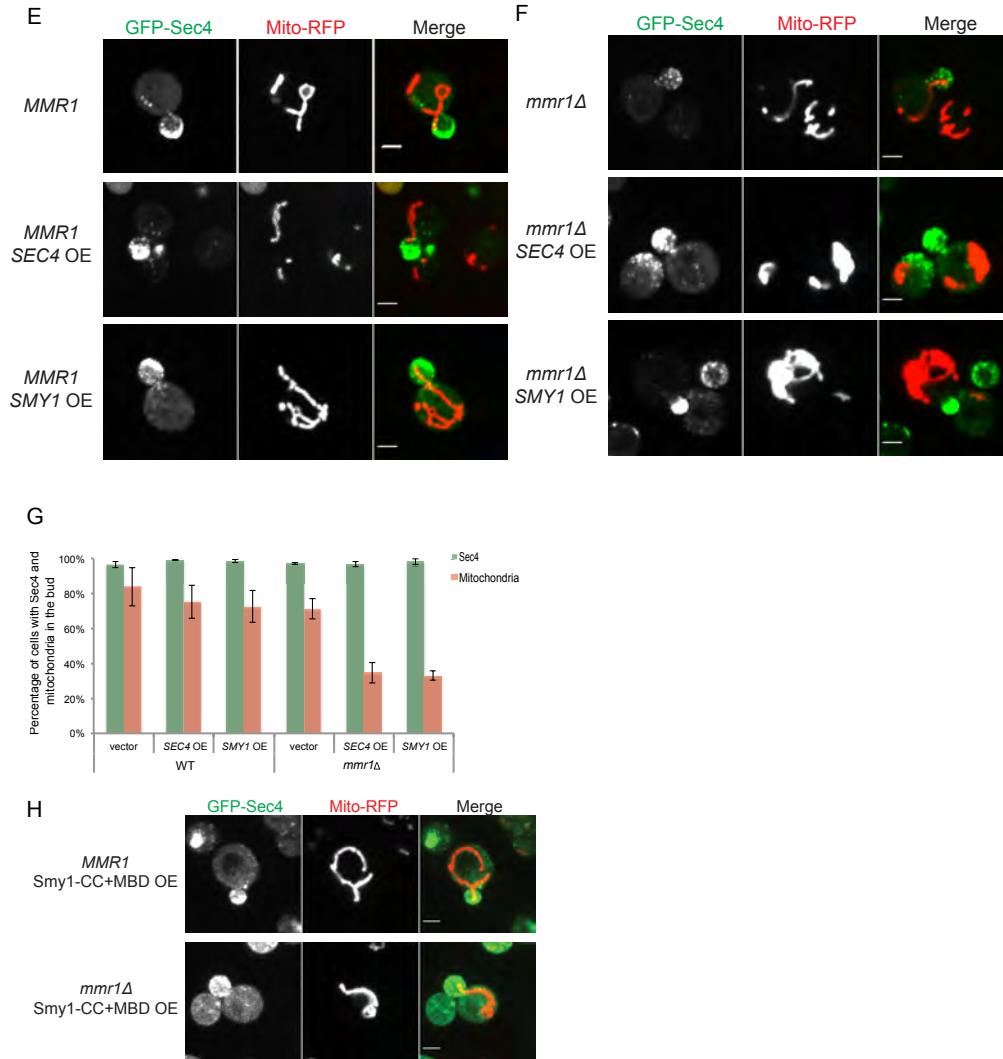 E
GFP-Sec4 Mito-RFP Merge
MMR1
MMR1
SEC4 OE
MMR1
SMY1 OE
F
GFP-Sec4 Mito-RFP Merge
mmr1Δ
mmr1Δ
SEC4 OE
mmr1Δ
SMY1 OE
G
Percentage of cells with Sec4 and
mitochondria in the bud
100%
80%
60%
40%
20%
0%
Sec4
Mitochondria
vector SEC4 OE SMY1 OE vector SEC4 OE SMY1 OE
WT mmr1Δ
H
GFP-Sec4 Mito-RFP Merge
MMR1
Smy1-CC+MBD OE
mmr1Δ
Smy1-CC+MBD OE